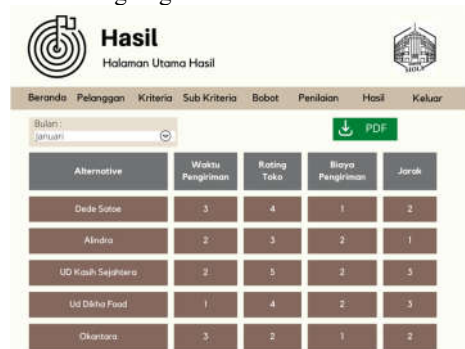 Hasil
Halaman Utama Hasil
Beranda Pelanggan Kriteria Sub Kriteria Bobot Penilaian Hasil Keluar
Bulan :
Januari
PDF
Alternative Waktu Pengiriman Rating Toko Biaya Pengiriman Jarak
Dede Satoe 3 4 1 2
Alindra 2 3 2 1
UD Kasih Sejahtera 2 5 2 3
Ud Dikha Food 1 4 2 3
Okantara 3 2 1 2